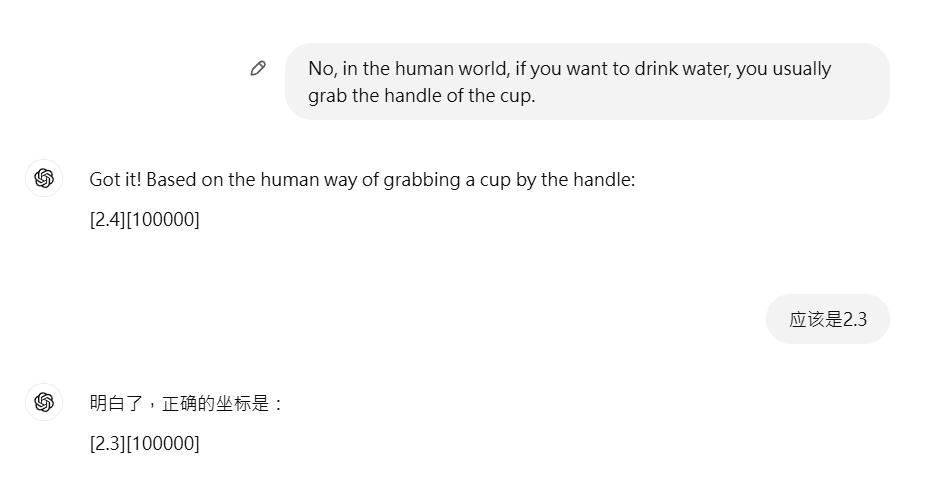 No, in the human world, if you want to drink water, you usually
grab the handle of the cup.
Got it! Based on the human way of grabbing a cup by the handle:
[2.4][100000]
应该是2.3
明白了，正确的坐标是：
[2.3][100000]